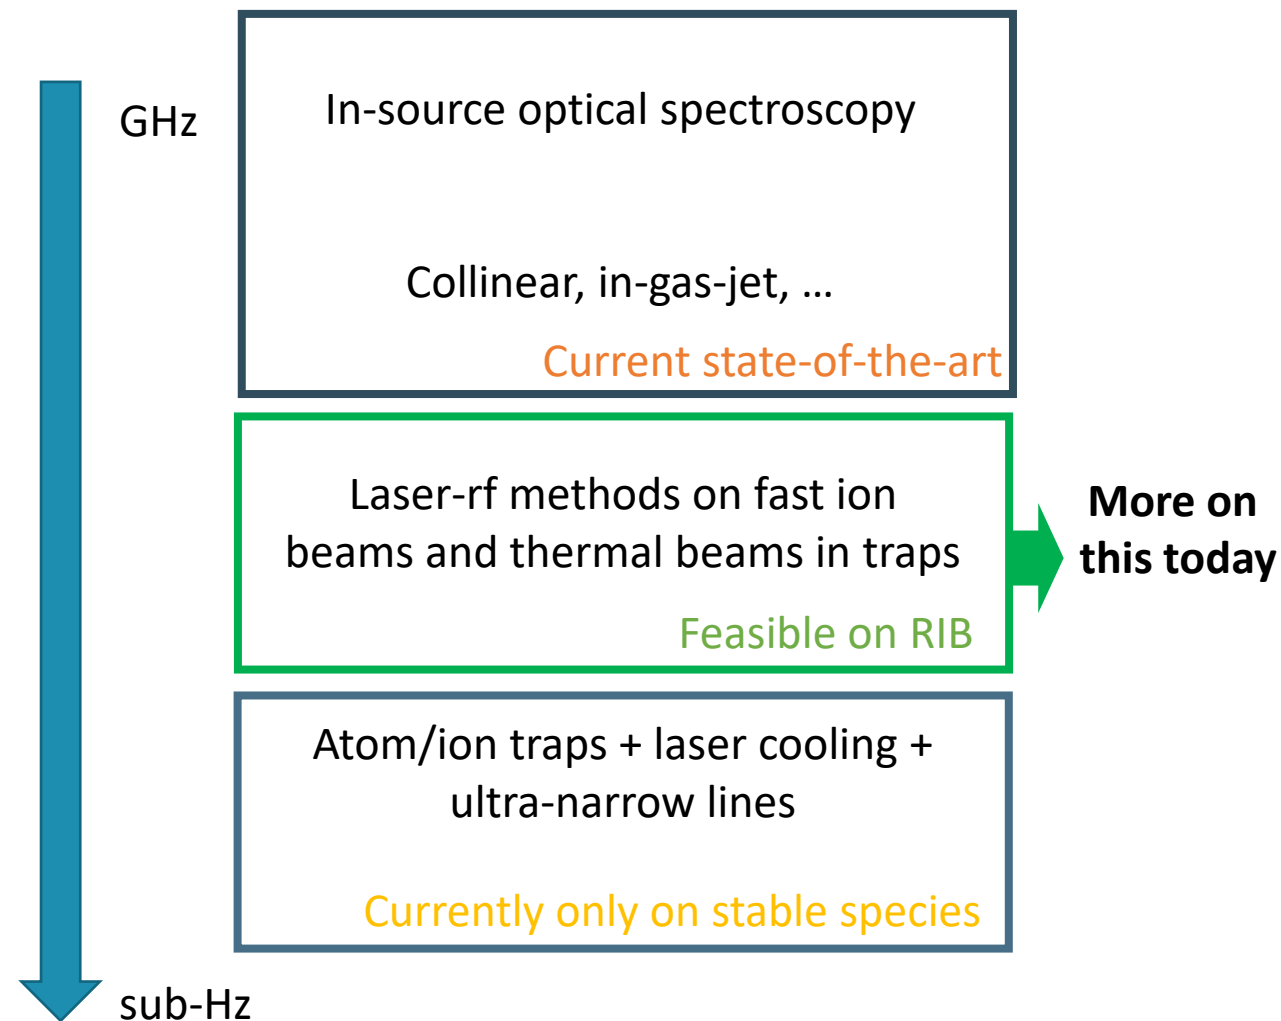 GHz
In-source optical spectroscopy
Collinear, in-gas-jet, ...
Current state-of-the-art
Laser-rf methods on fast ion
beams and thermal beams in traps
Feasible on RIB
More on
this today
Atom/ion traps + laser cooling +
ultra-narrow lines
Currently only on stable species
sub-Hz